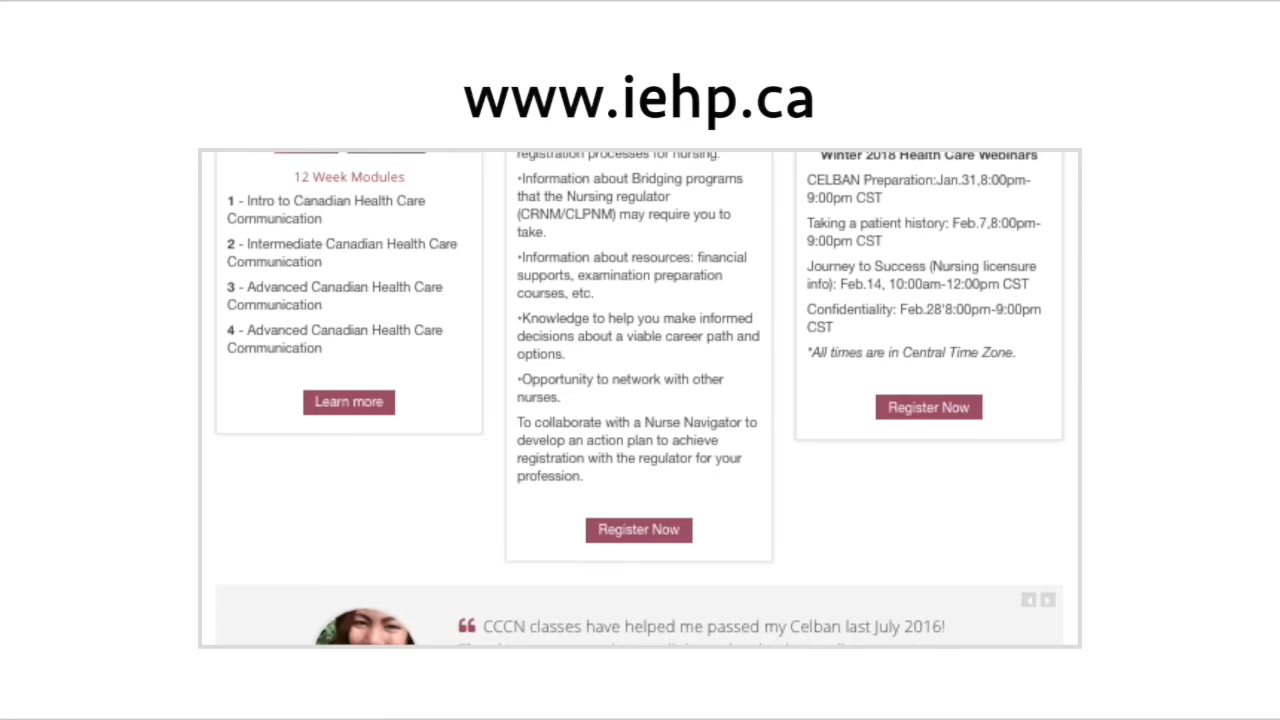 www.iehp.ca
12 Week Modules
1 - Intro to Canadian Health Care
Communication
2 - Intermediate Canadian Health Care
Communication
3 - Advanced Canadian Health Care
Communication
4 - Advanced Canadian Health Care
Communication
Learn more
registration processes for nursing.
•Information about Bridging programs
that the Nursing regulator
(CRNM/CLPNM) may require you to
take.
•Information about resources: financial
supports, examination preparation
courses, etc.
•Knowledge to help you make informed
decisions about a viable career path and
options.
•Opportunity to network with other
nurses.
To collaborate with a Nurse Navigator to
develop an action plan to achieve
registration with the regulator for your
profession.
Register Now
Winter 2018 Health Care Webinars
CELBAN Preparation:Jan.31,8:00pm-
9:00pm CST
Taking a patient history: Feb.7,8:00pm-
9:00pm CST
Journey to Success (Nursing licensure
info): Feb.14, 10:00am-12:00pm CST
Confidentiality: Feb.28'8:00pm-9:00pm
CST
*All times are in Central Time Zone.
Register Now
“ CCCN classes have helped me passed my Celban last July 2016!